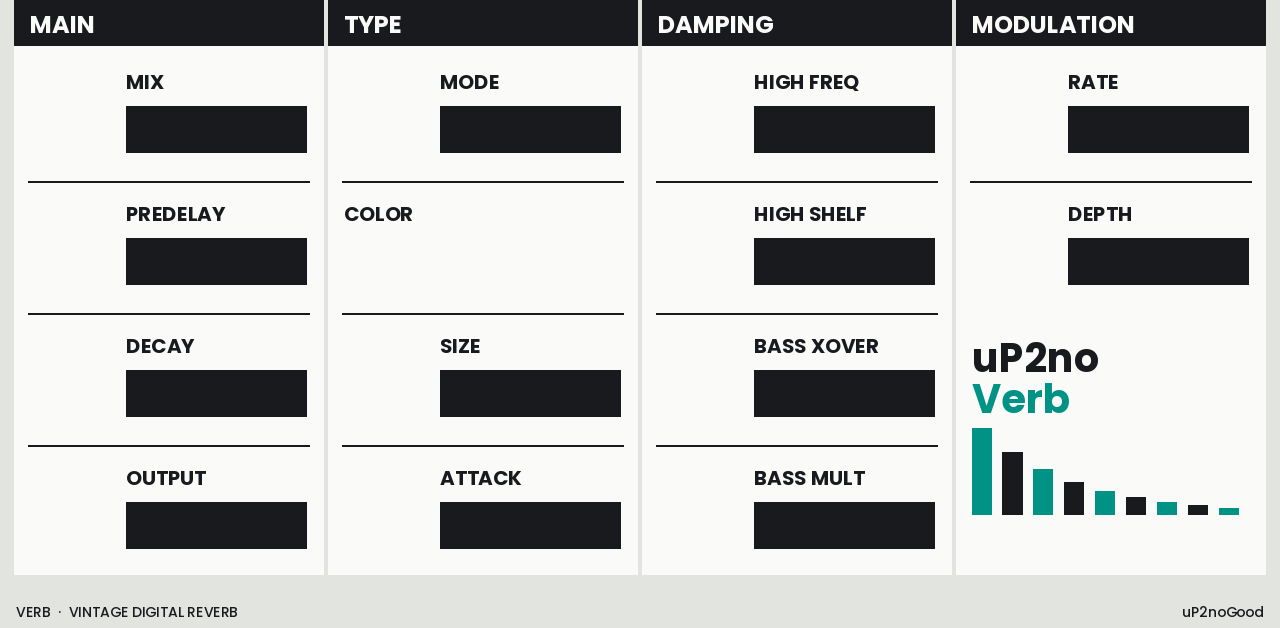 MAIN
TYPE
DAMPING
MODULATION
MIX
MODE
HIGH FREQ
RATE
PREDELAY
COLOR
HIGH SHELF
DEPTH
DECAY
SIZE
BASS XOVER
uP2no
Verb
OUTPUT
ATTACK
BASS MULT
VERB · VINTAGE DIGITAL REVERB
uP2noGood